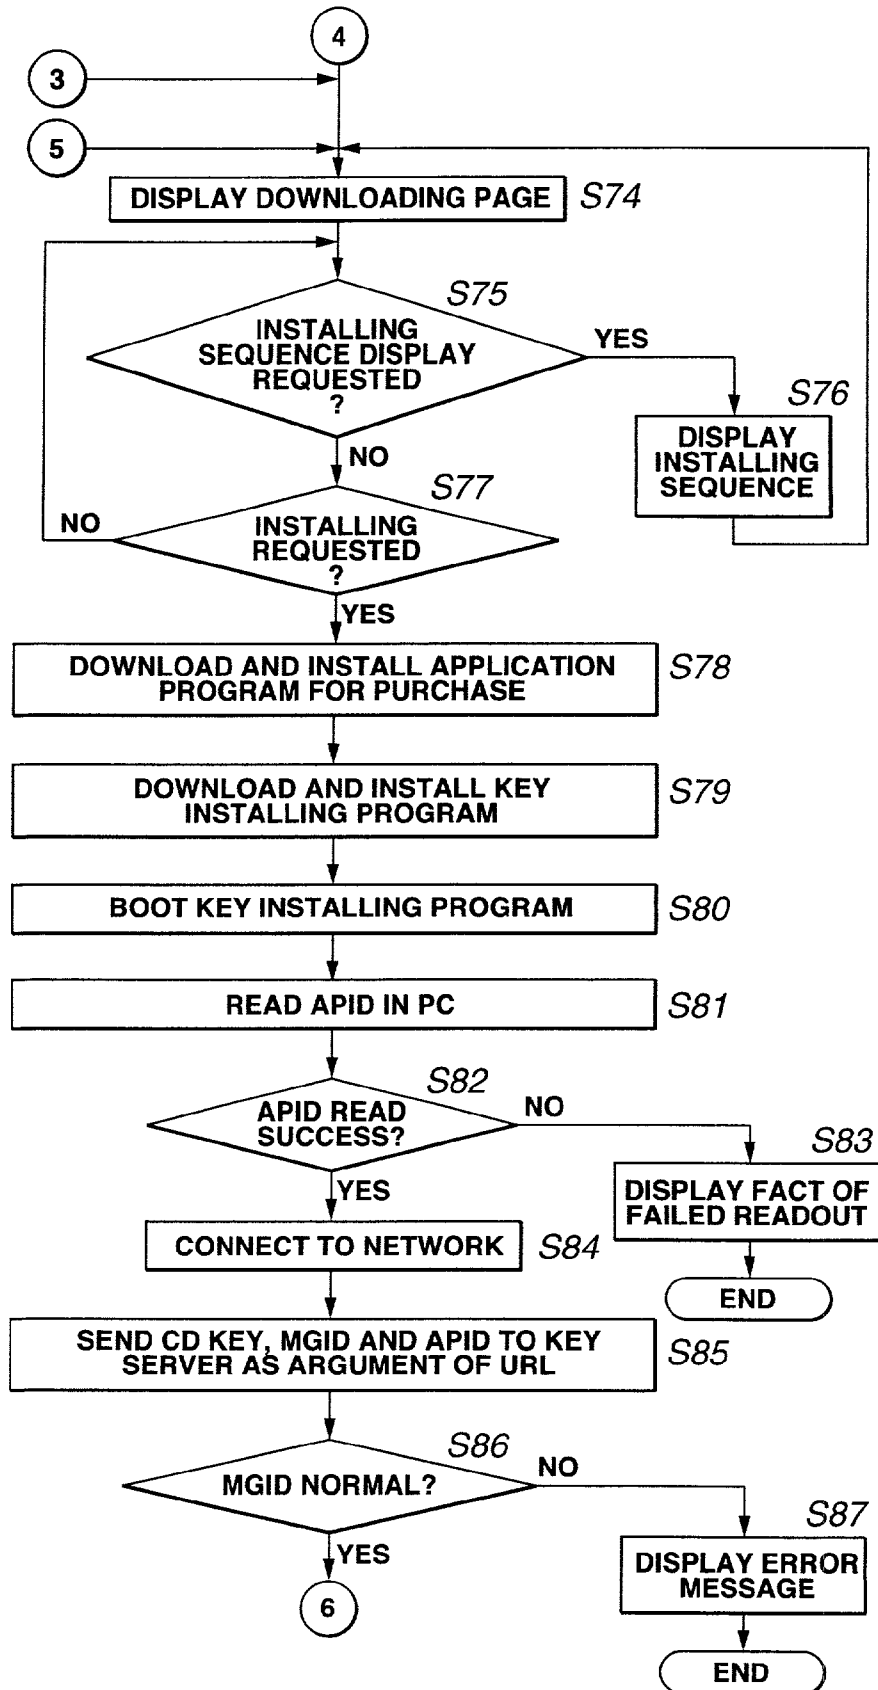 4
3
5
DISPLAY DOWNLOADING PAGE
S74
S75
INSTALLING
SEQUENCE DISPLAY
REQUESTED
?
YES
S76
DISPLAY
INSTALLING
SEQUENCE
NO
S77
NO
INSTALLING
REQUESTED
?
YES
DOWNLOAD AND INSTALL APPLICATION
PROGRAM FOR PURCHASE
S78
DOWNLOAD AND INSTALL KEY
INSTALLING PROGRAM
S79
BOOT KEY INSTALLING PROGRAM
S80
READ APID IN PC
S81
S82
APID READ
SUCCESS?
NO
S83
DISPLAY FACT OF
FAILED READOUT
END
YES
CONNECT TO NETWORK
S84
SEND CD KEY, MGID AND APID TO KEY
SERVER AS ARGUMENT OF URL
S85
S86
MGID NORMAL?
NO
S87
DISPLAY ERROR
MESSAGE
END
YES
6